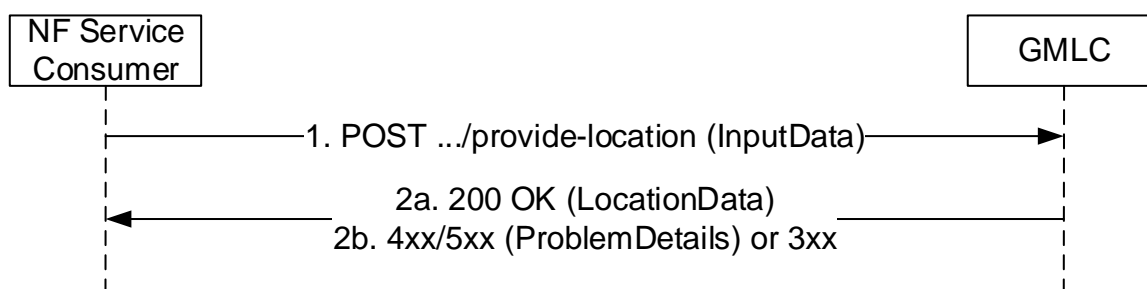 NF Service
Consumer
GMLC
1. POST .../provide-location (InputData)
2a. 200 OK (LocationData)
2b. 4xx/5xx (ProblemDetails) or 3xx